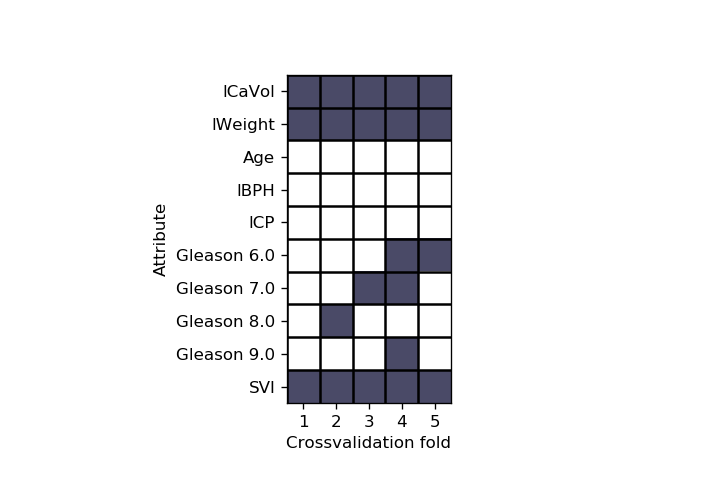 lCaVol
lWeight
Age
lBPH
lCP
Gleason 6.0
Gleason 7.0
Gleason 8.0
Gleason 9.0
SVI
Attribute
1 2 3 4 5
Crossvalidation fold